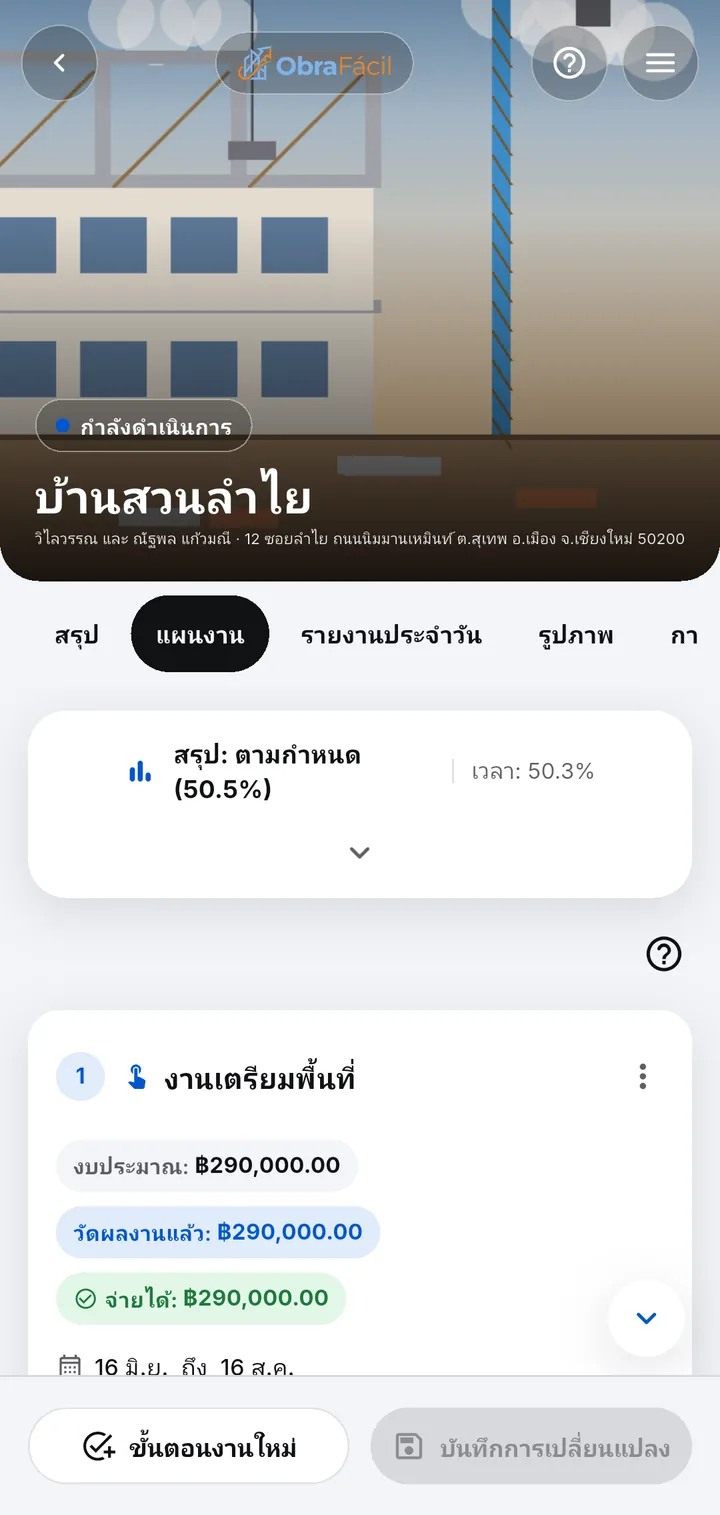 ObraFácil
กำลังดำเนินการ
บ้านสวนลำไย
วิไลวรรณ และ ณัฐพล แก้วมณี · 12 ซอยลำไย ถนนนิมมานเหมินท์ ต.สุเทพ อ.เมือง จ.เชียงใหม่ 50200
สรุป
แผนงาน
รายงานประจำวัน
รูปภาพ
กา
สรุป: ตามกำหนด
(50.5%)
เวลา: 50.3%
1
งานเตรียมพื้นที่
งบประมาณ: ฿290,000.00
วัดผลงานแล้ว: ฿290,000.00
จ่ายได้: ฿290,000.00
16 มิ.ย. ถึง 16 ส.ค.
ขั้นตอนงานใหม่
บันทึกการเปลี่ยนแปลง